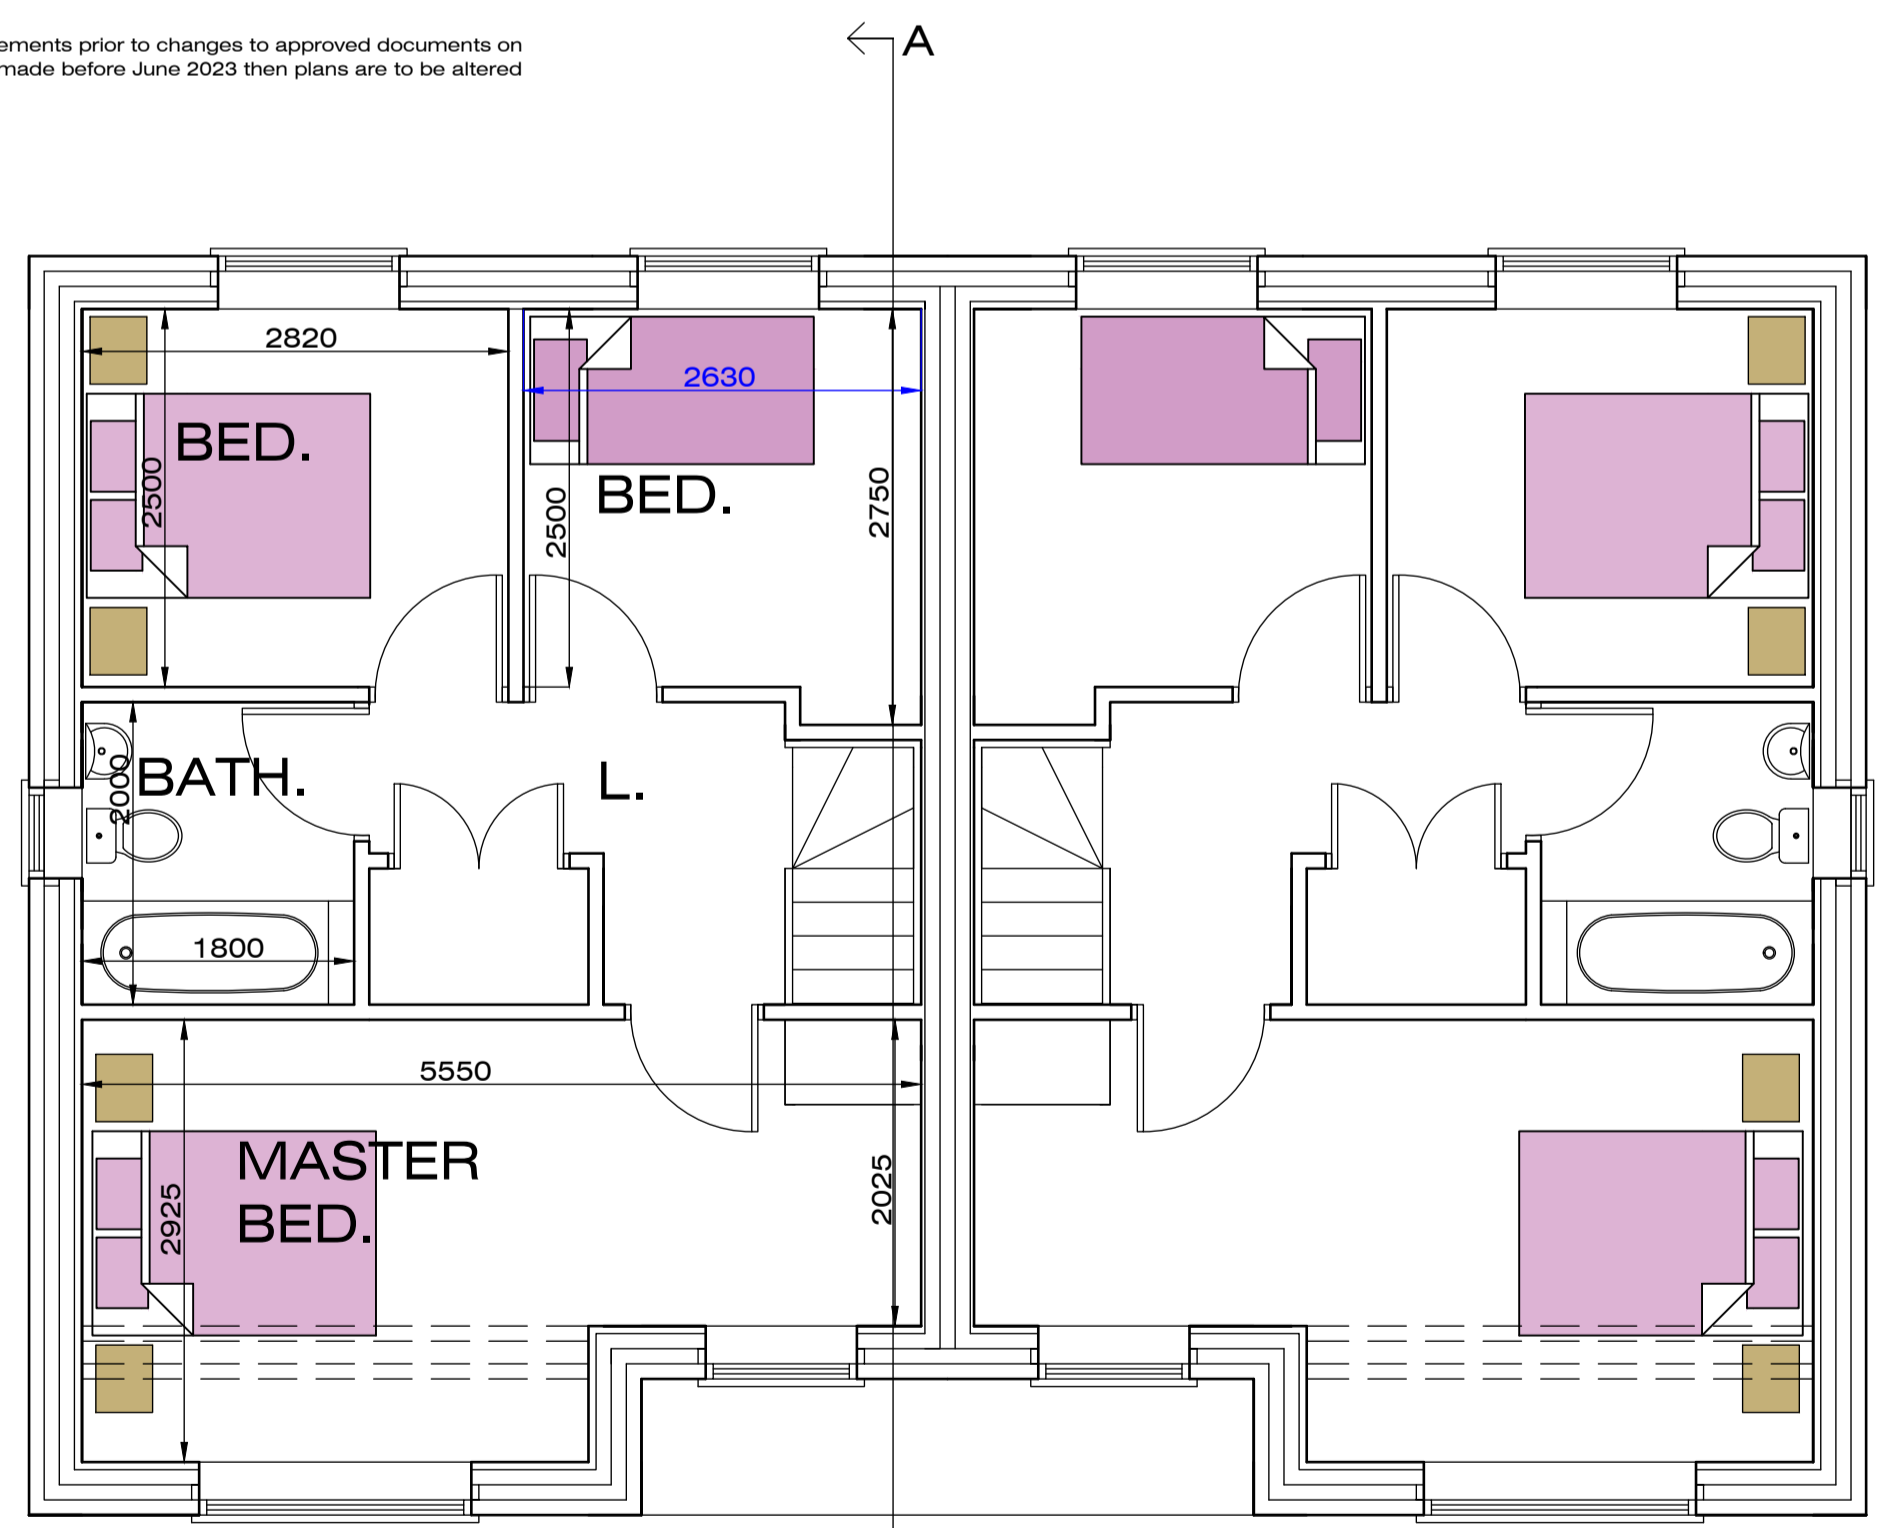 A
ements prior to changes to approved documents on
made before June 2023 then plans are to be altered
2820
2630
BED.
2500
BED.
2500
2750
BATH.
2000
L.
1800
5550
MASTER
BED.
2925
2025